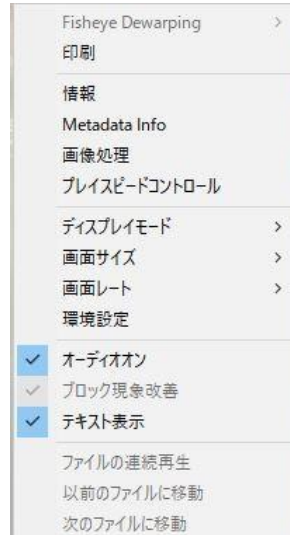 Fisheye Dewarping
印刷
情報
Metadata Info
画像処理
プレイスピードコントロール
ディスプレイモード
画面サイズ
画面レート
環境設定
オーディオオン
ブロック現象改善
テキスト表示
ファイルの連続再生
以前のファイルに移動
次のファイルに移動